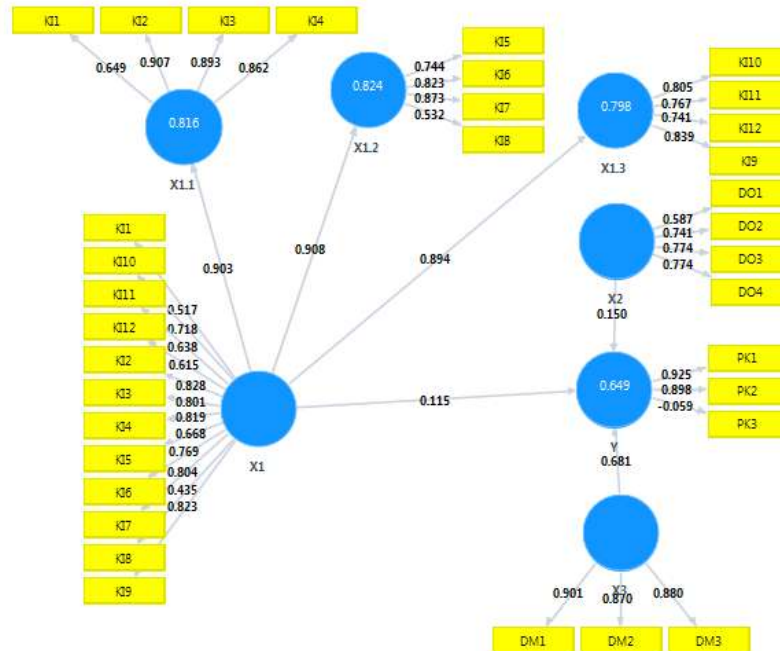 KI1
KI2
KI3
KI4
0.649
0.907
0.893
0.862
0.816
X1.1
0.824
X1.2
0.744
0.823
0.873
0.532
KI5
KI6
KI7
KI8
0.798
X1.3
0.805
0.767
0.741
0.839
KI10
KI11
KI12
KI9
0.903
0.908
0.894
X2
0.587
0.741
0.774
0.774
DO1
DO2
DO3
DO4
0.150
KI1
KI10
KI11
KI12
KI2
KI3
KI4
KI5
KI6
KI7
KI8
KI9
0.517
0.718
0.638
0.615
0.828
0.801
0.819
0.668
0.769
0.804
0.435
0.823
X1
0.115
0.649
Y
0.925
0.898
-0.059
PK1
PK2
PK3
0.681
X3
0.901
0.870
0.880
DM1
DM2
DM3